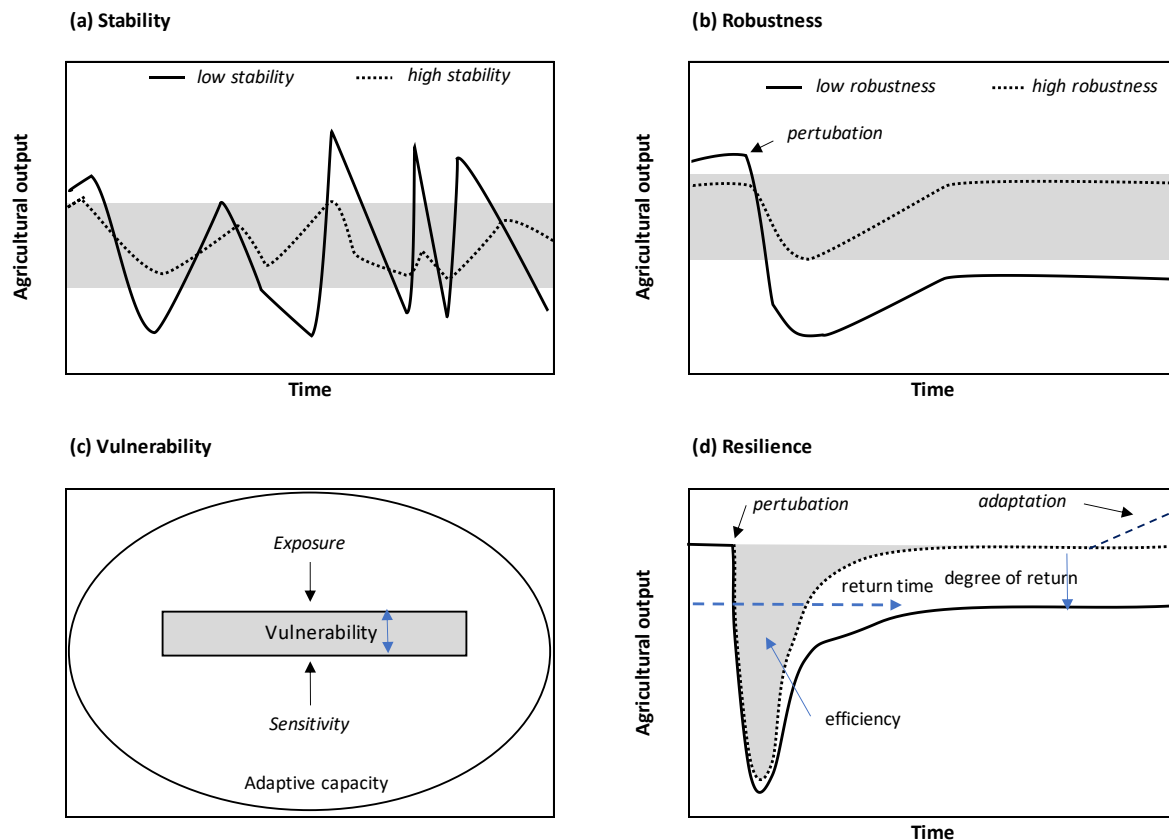 (a) Stability
low stability
high stability
Agricultural output
Time
(b) Robustness
low robustness
high robustness
pertubation
Agricultural output
Time
(c) Vulnerability
Exposure
Vulnerability
Sensitivity
Adaptive capacity
(d) Resilience
pertubation
adaptation
return time
degree of return
efficiency
Agricultural output
Time